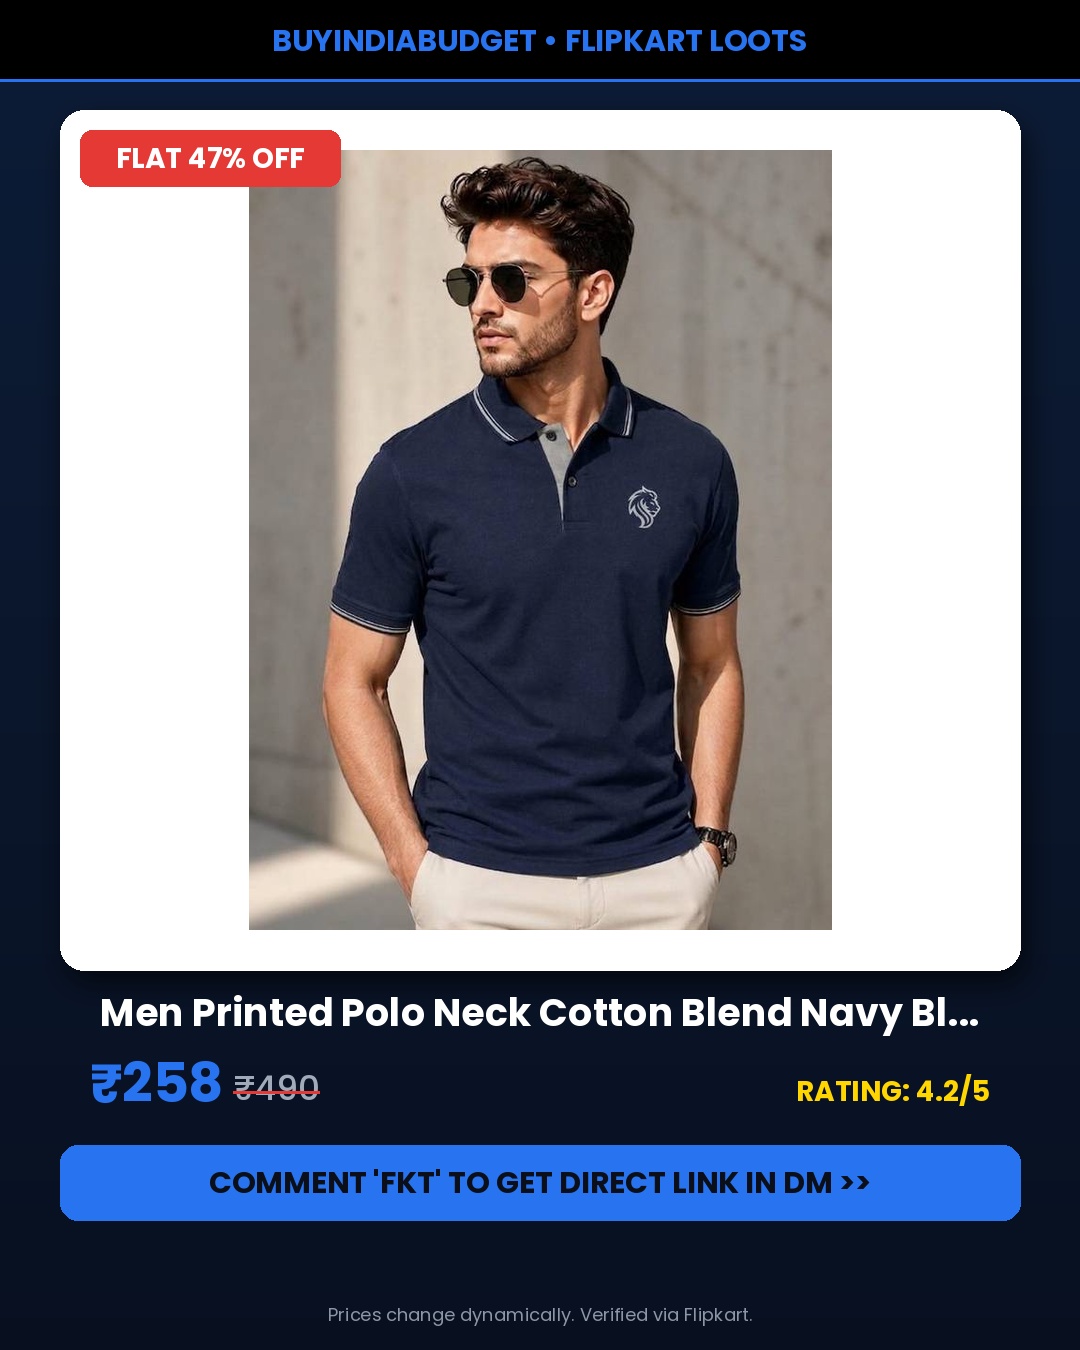 BUYINDIABUDGET • FLIPKART LOOTS
FLAT 47% OFF
Men Printed Polo Neck Cotton Blend Navy Bl...
₹258 ₹490
RATING: 4.2/5
COMMENT 'FKT' TO GET DIRECT LINK IN DM >>
Prices change dynamically. Verified via Flipkart.